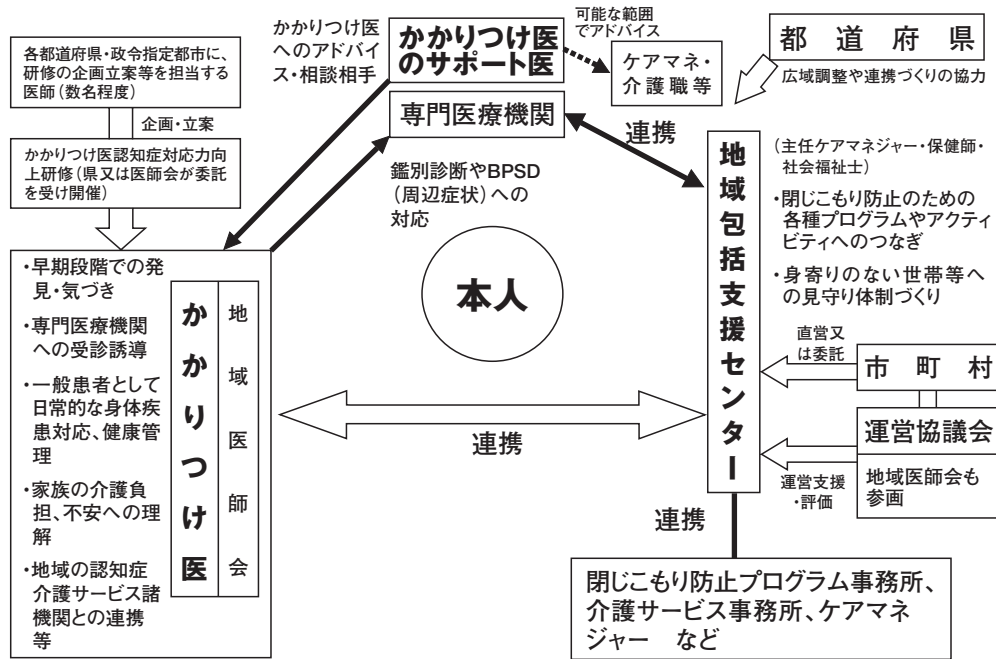 各都道府県・政令指定都市に、
研修の企画立案等を担当する
医師(数名程度)
企画・立案
かかりつけ医認知症対応力向
上研修(県又は医師会が委託
を受け開催)
かかりつけ医
へのアドバイ
ス・相談相手
かかりつけ医
のサポート医
可能な範囲
でアドバイス
ケアマネ・
介護職等
都道府県
広域調整や連携づくりの協力
専門医療機関
連携
鑑別診断やBPSD
(周辺症状)への
対応
本人
・早期段階での発
見・気づき
・専門医療機関
への受診誘導
・一般患者として
日常的な身体疾
患対応、健康管
理
・家族の介護負
担、不安への理
解
・地域の認知症
介護サービス諸
機関との連携
等
かかりつけ医
地域医師会
連携
地域包括支援センター
(主任ケアマネジャー・保健師・
社会福祉士)
・閉じこもり防止のための
各種プログラムやアクティ
ビティへのつなぎ
・身寄りのない世帯等へ
の見守り体制づくり
直営又
は委託
市町村
運営協議会
地域医師会も
参画
運営支援
・評価
連携
閉じこもり防止プログラム事務所、
介護サービス事務所、ケアマネ
ジャー　など